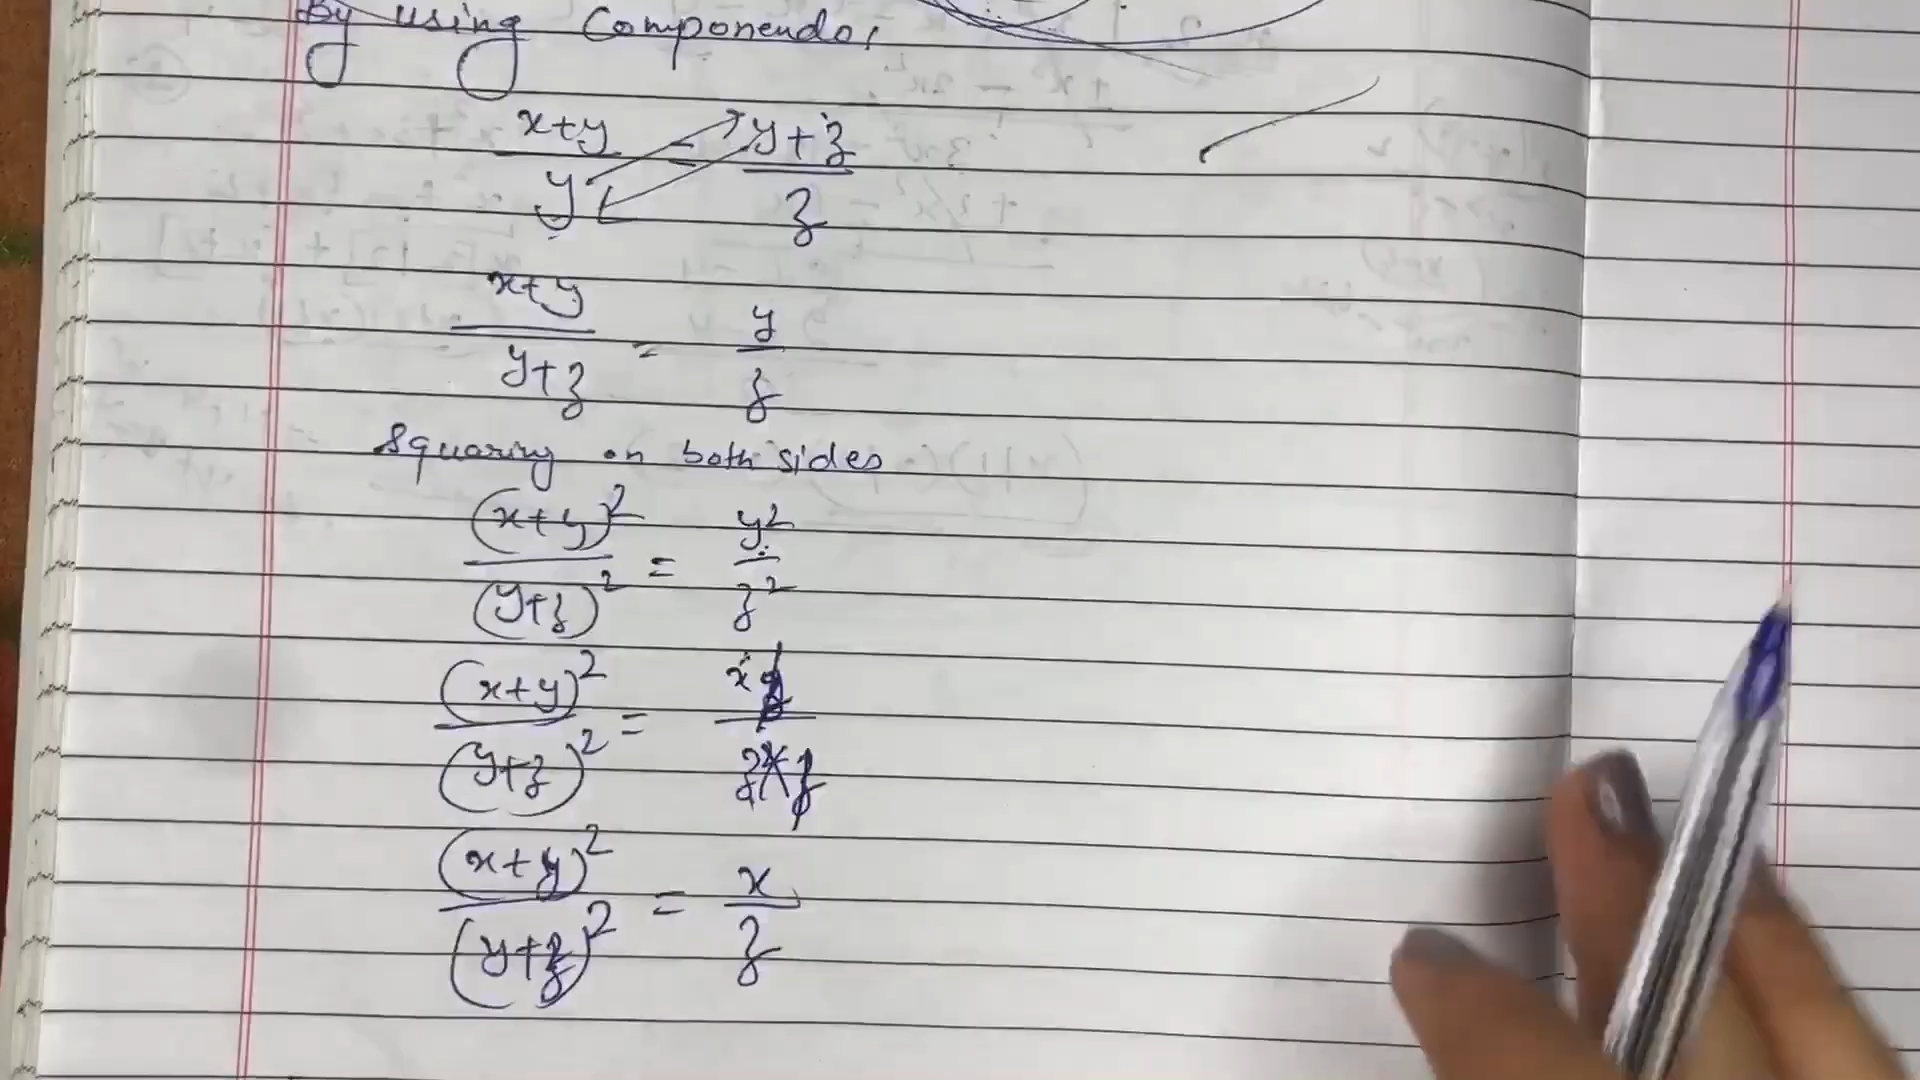 By using Componendo,
x+y / y = y+z / z
x+y / y+z = y / z
Squaring on both sides
(x+y)² / (y+z)² = y² / z²
(x+y)² / (y+z)² = xz / z×z
(x+y)² / (y+z)² = x / z